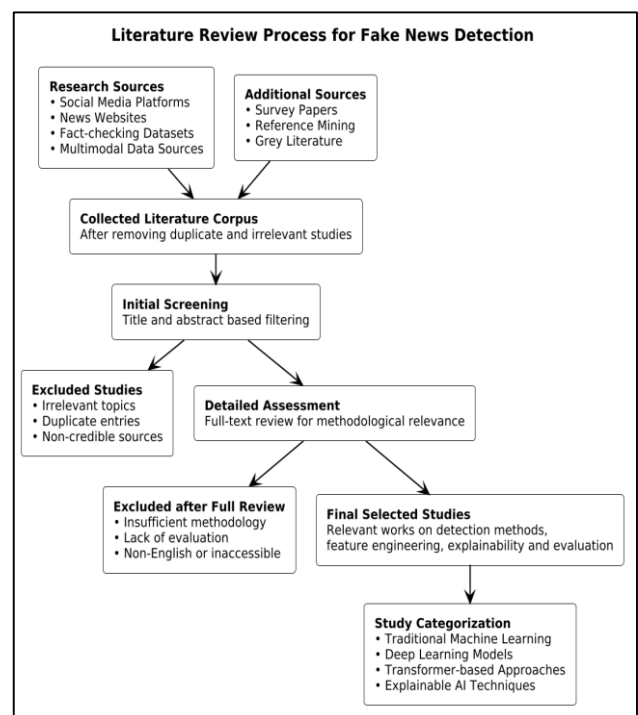 Literature Review Process for Fake News Detection
Research Sources
• Social Media Platforms
• News Websites
• Fact-checking Datasets
• Multimodal Data Sources
Additional Sources
• Survey Papers
• Reference Mining
• Grey Literature
Collected Literature Corpus
After removing duplicate and irrelevant studies
Initial Screening
Title and abstract based filtering
Excluded Studies
• Irrelevant topics
• Duplicate entries
• Non-credible sources
Detailed Assessment
Full-text review for methodological relevance
Excluded after Full Review
• Insufficient methodology
• Lack of evaluation
• Non-English or inaccessible
Final Selected Studies
Relevant works on detection methods,
feature engineering, explainability and evaluation
Study Categorization
• Traditional Machine Learning
• Deep Learning Models
• Transformer-based Approaches
• Explainable AI Techniques